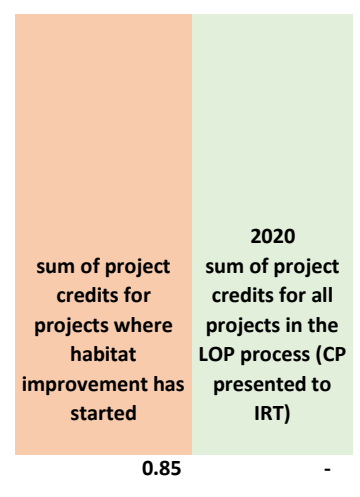 sum of project
credits for
projects where
habitat
improvement has
started
2020
sum of project
credits for all
projects in the
LOP process (CP
presented to
IRT)
0.85 -